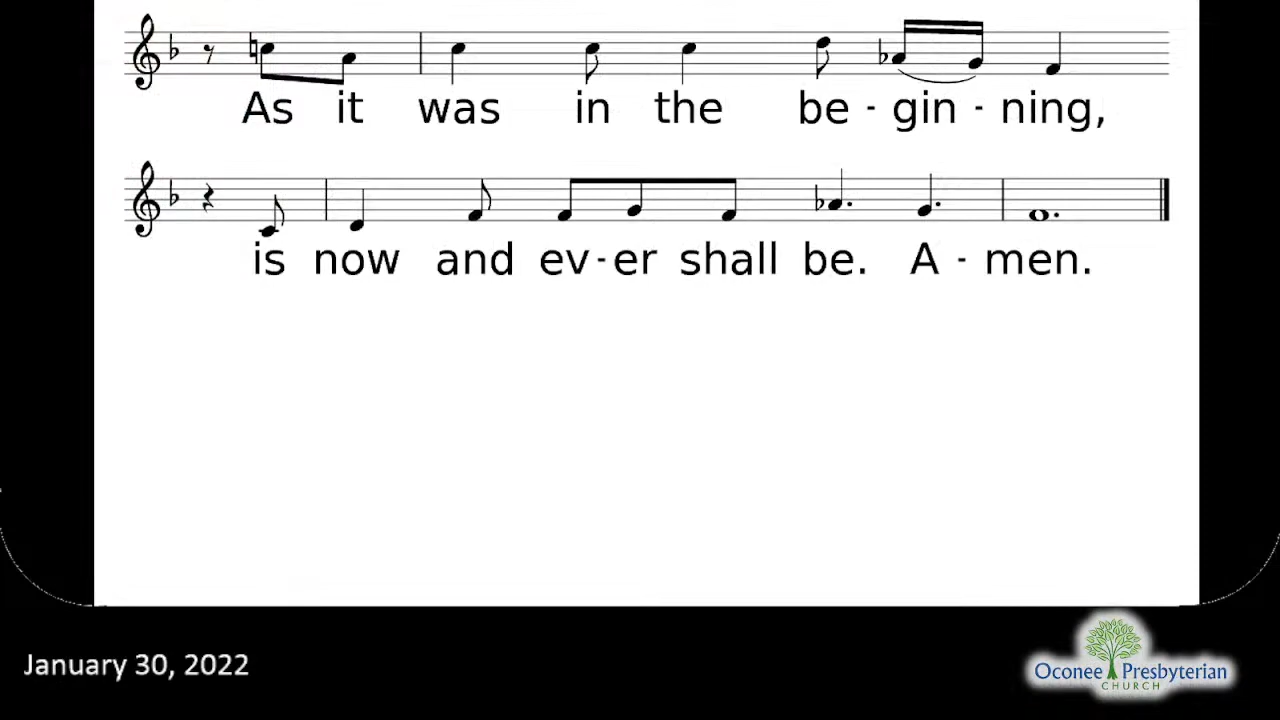 As it was in the be - gin - ning,
is now and ev - er shall be. A - men.
January 30, 2022
Oconee Presbyterian
CHURCH